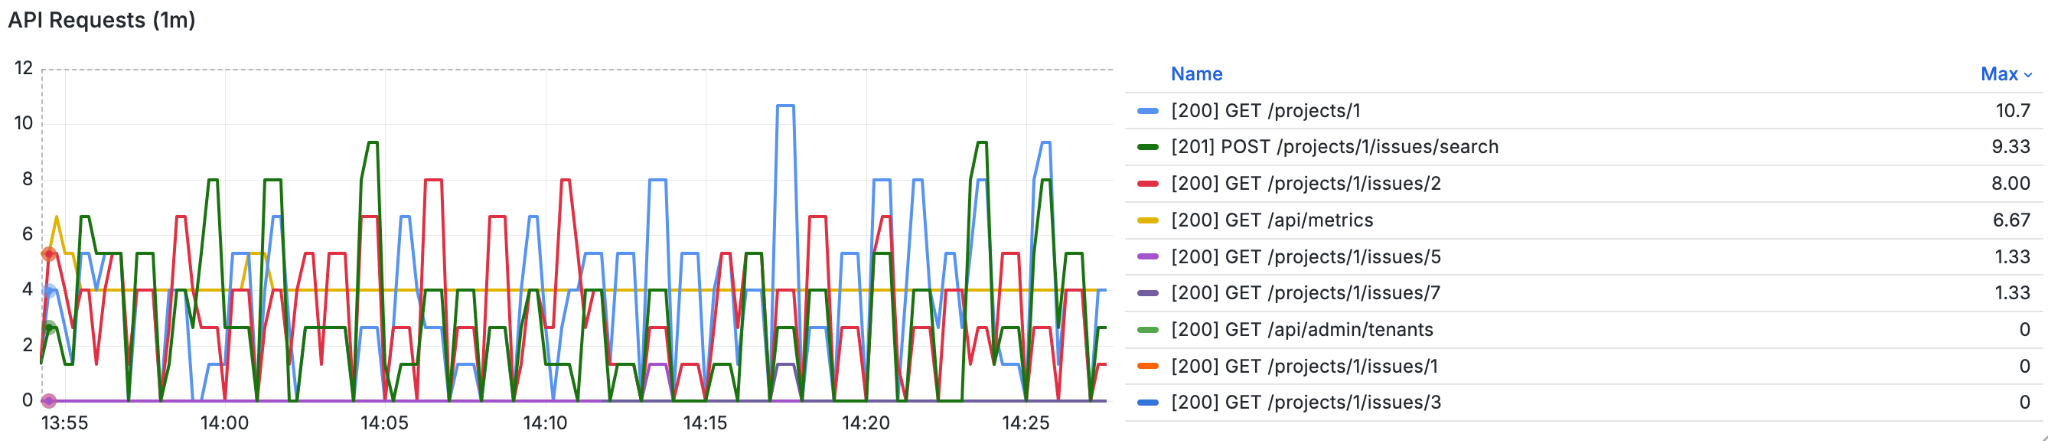 API Requests (1m)
12
10
8
6
4
2
0
13:55 14:00 14:05 14:10 14:15 14:20 14:25
Name Max
[200] GET /projects/1 10.7
[201] POST /projects/1/issues/search 9.33
[200] GET /projects/1/issues/2 8.00
[200] GET /api/metrics 6.67
[200] GET /projects/1/issues/5 1.33
[200] GET /projects/1/issues/7 1.33
[200] GET /api/admin/tenants 0
[200] GET /projects/1/issues/1 0
[200] GET /projects/1/issues/3 0